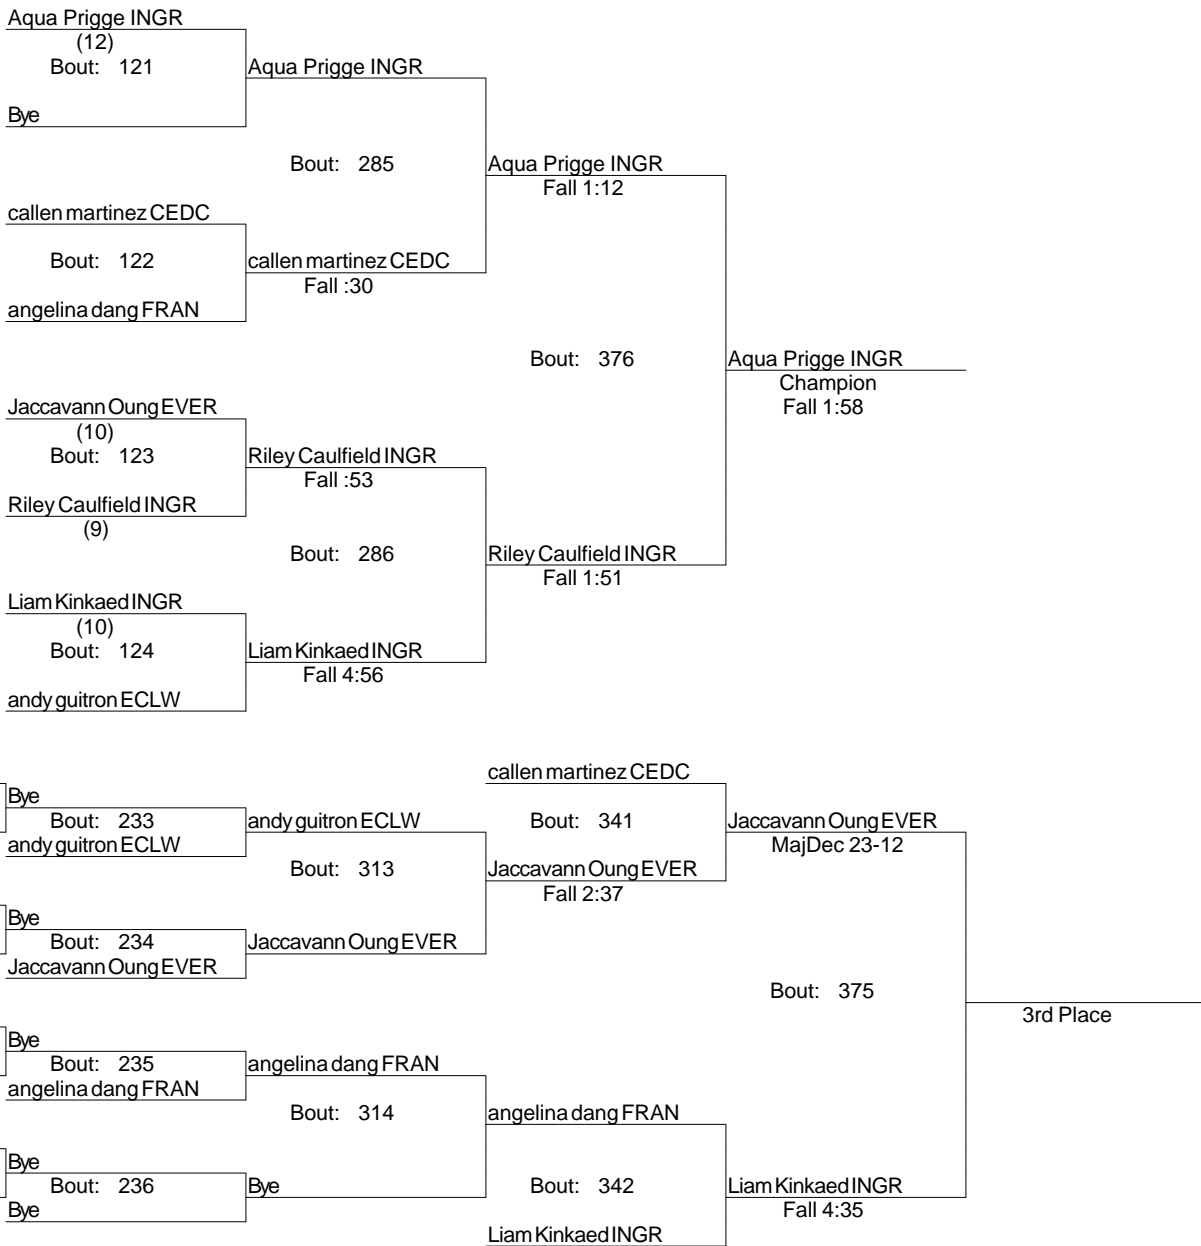 Aqua Prigge INGR
(12)
Bout: 121
Aqua Prigge INGR
Bye
Bout: 285
Aqua Prigge INGR
Fall 1:12
callen martinez CEDC
Bout: 122
callen martinez CEDC
Fall :30
angelina dang FRAN
Bout: 376
Aqua Prigge INGR
Champion
Fall 1:58
Jaccavann Oung EVER
(10)
Bout: 123
Riley Caulfield INGR
Fall :53
Riley Caulfield INGR
(9)
Bout: 286
Riley Caulfield INGR
Fall 1:51
Liam Kinkaed INGR
(10)
Bout: 124
Liam Kinkaed INGR
Fall 4:56
andy guitron ECLW
callen martinez CEDC
Bye
Bout: 233
andy guitron ECLW
andy guitron ECLW
Bout: 341
Jaccavann Oung EVER
MajDec 23-12
Bout: 313
Jaccavann Oung EVER
Fall 2:37
Bye
Bout: 234
Jaccavann Oung EVER
Jaccavann Oung EVER
Bout: 375
3rd Place
Bye
Bout: 235
angelina dang FRAN
angelina dang FRAN
Bout: 314
angelina dang FRAN
Bye
Bout: 236
Bye
Bye
Bout: 342
Liam Kinkaed INGR
Fall 4:35
Liam Kinkaed INGR